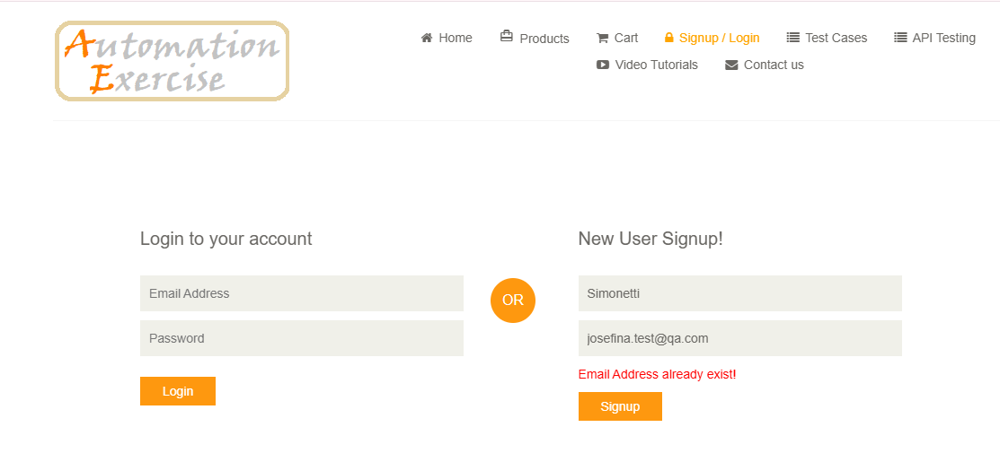 Automation
Exercise
Home Products Cart Signup / Login Test Cases API Testing
Video Tutorials Contact us
Login to your account
Email Address
Password
Login
OR
New User Signup!
Simonetti
josefina.test@qa.com
Email Address already exist!
Signup